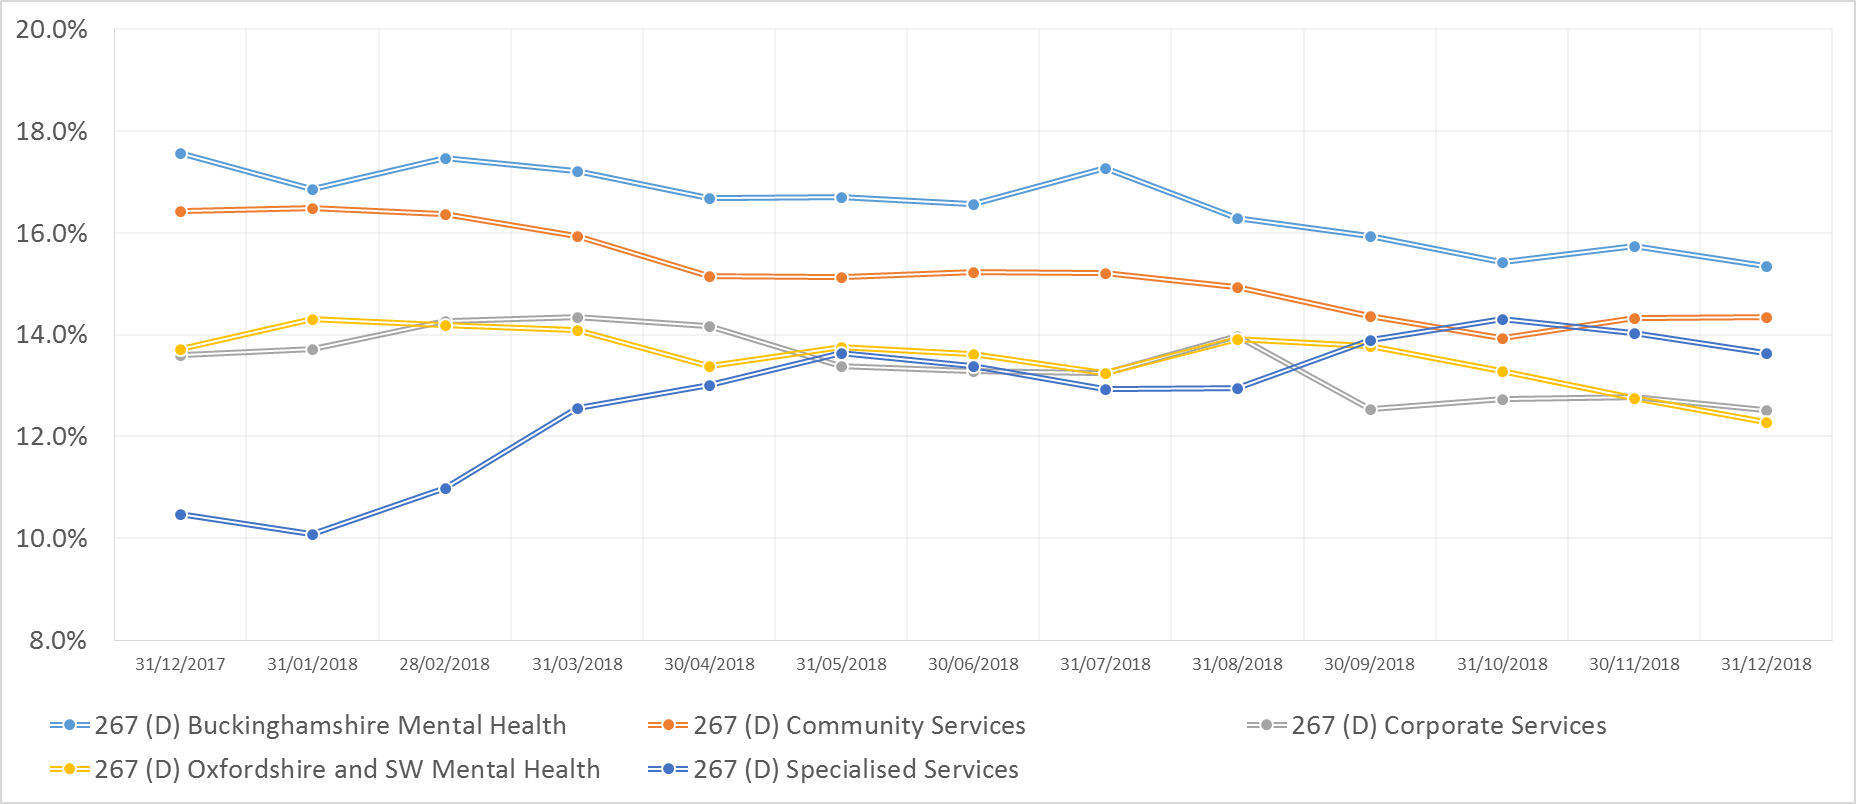 20.0%
18.0%
16.0%
14.0%
12.0%
10.0%
8.0%
31/12/2017 31/01/2018 28/02/2018 31/03/2018 30/04/2018 31/05/2018 30/06/2018 31/07/2018 31/08/2018 30/09/2018 31/10/2018 30/11/2018 31/12/2018
267 (D) Buckinghamshire Mental Health 267 (D) Community Services 267 (D) Corporate Services
267 (D) Oxfordshire and SW Mental Health 267 (D) Specialised Services